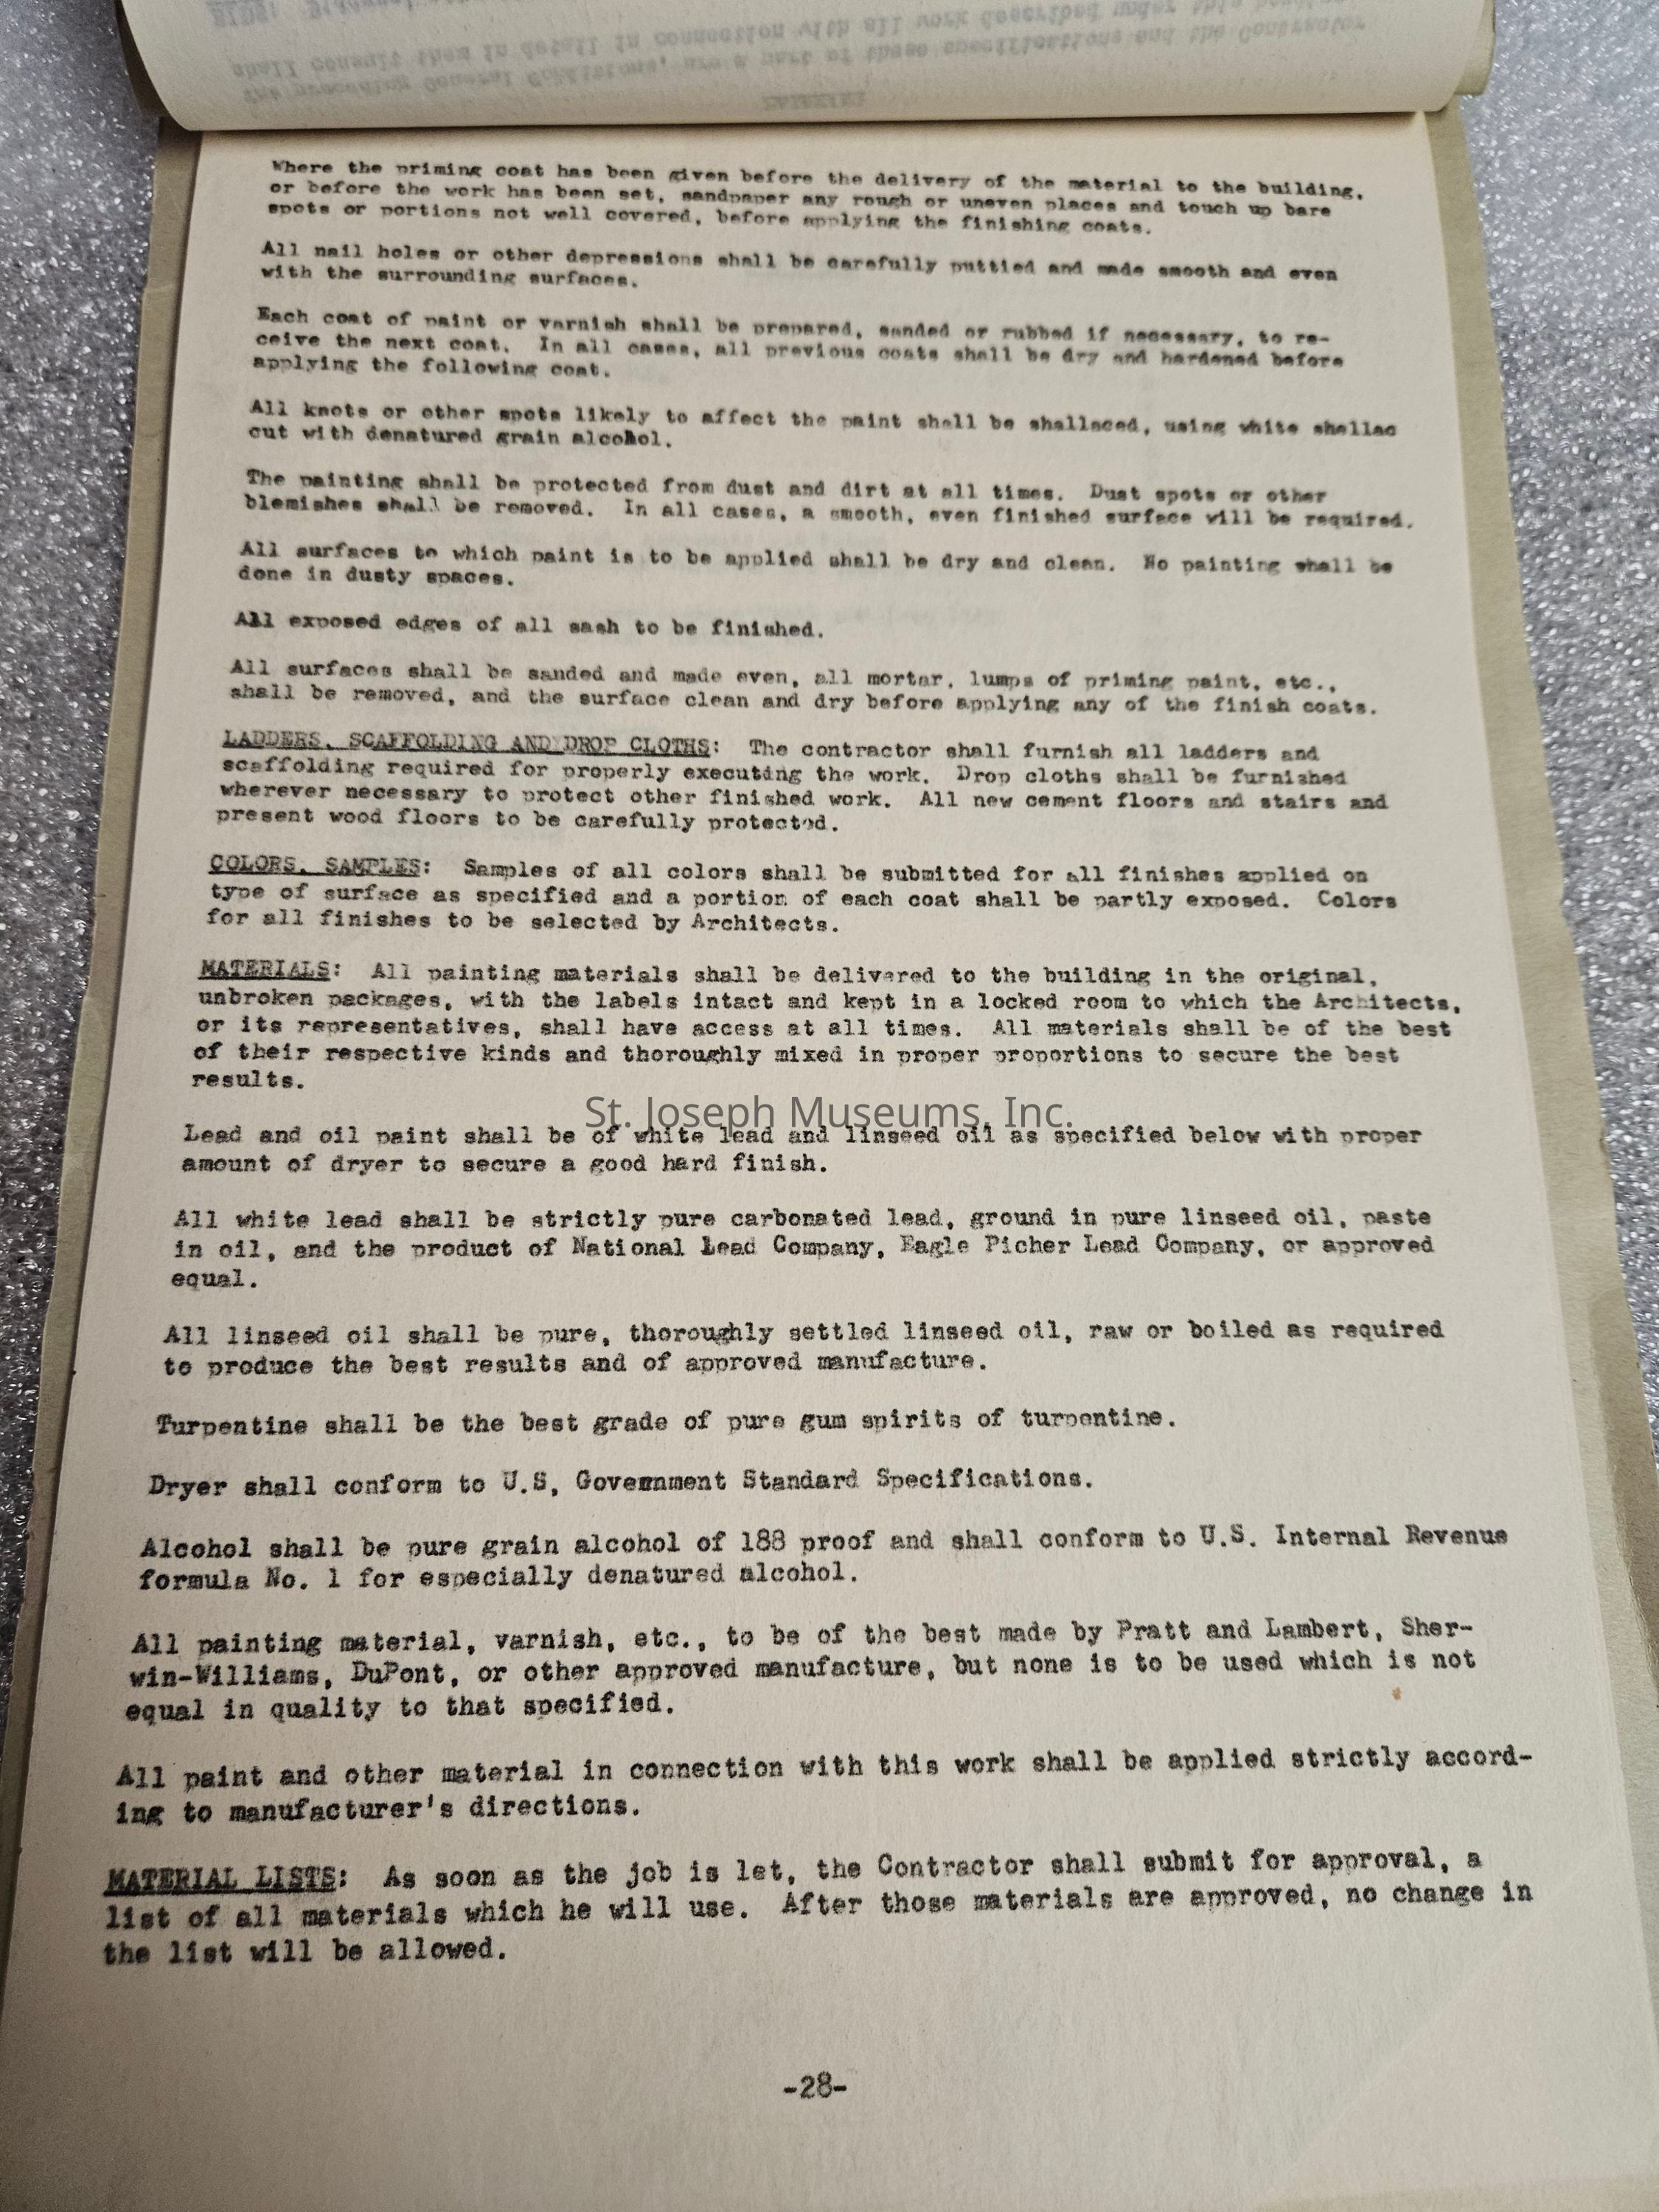 Where the priming coat has been given before the delivery of the material to the building,
or before the work has been set, sandpaper any rough or uneven places and touch up bare
spots or portions not well covered, before applying the finishing coats.
All nail holes or other depressions shall be carefully puttied and made smooth and even
with the surrounding surfaces.
Each coat of paint or varnish shall be prepared, sanded or rubbed if necessary, to re-
ceive the next coat. In all cases, all previous coats shall be dry and hardened before
applying the following coat.
All knots or other spots likely to affect the paint shall be shallaced, using white shellac
cut with denatured grain alcohol.
The painting shall be protected from dust and dirt at all times. Dust spots or other
blemishes shall be removed. In all cases, a smooth, even finished surface will be required.
All surfaces to which paint is to be applied shall be dry and clean. No painting shall be
done in dusty spaces.
All exposed edges of all sash to be finished.
All surfaces shall be sanded and made even, all mortar, lumps of priming paint, etc.,
shall be removed, and the surface clean and dry before applying any of the finish coats.
LADDERS, SCAFFOLDING AND DROP CLOTHS: The contractor shall furnish all ladders and
scaffolding required for properly executing the work. Drop cloths shall be furnished
wherever necessary to protect other finished work. All new cement floors and stairs and
present wood floors to be carefully protected.
COLORS, SAMPLES: Samples of all colors shall be submitted for all finishes applied on
type of surface as specified and a portion of each coat shall be partly exposed. Colors
for all finishes to be selected by Architects.
MATERIALS: All painting materials shall be delivered to the building in the original,
unbroken packages, with the labels intact and kept in a locked room to which the Architects,
or its representatives, shall have access at all times. All materials shall be of the best
of their respective kinds and thoroughly mixed in proper proportions to secure the best
results.
St. Joseph Museums, Inc.
Lead and oil paint shall be of white lead and linseed oil as specified below with proper
amount of dryer to secure a good hard finish.
All white lead shall be strictly pure carbonated lead, ground in pure linseed oil, paste
in oil, and the product of National Lead Company, Eagle Picher Lead Company, or approved
equal.
All linseed oil shall be pure, thoroughly settled linseed oil, raw or boiled as required
to produce the best results and of approved manufacture.
Turpentine shall be the best grade of pure gum spirits of turpentine.
Dryer shall conform to U.S, Government Standard Specifications.
Alcohol shall be pure grain alcohol of 188 proof and shall conform to U.S. Internal Revenue
formula No. 1 for especially denatured alcohol.
All painting material, varnish, etc., to be of the best made by Pratt and Lambert, Sher-
win-Williams, DuPont, or other approved manufacture, but none is to be used which is not
equal in quality to that specified.
All paint and other material in connection with this work shall be applied strictly accord-
ing to manufacturer's directions.
MATERIAL LISTS: As soon as the job is let, the Contractor shall submit for approval, a
list of all materials which he will use. After those materials are approved, no change in
the list will be allowed.
-28-